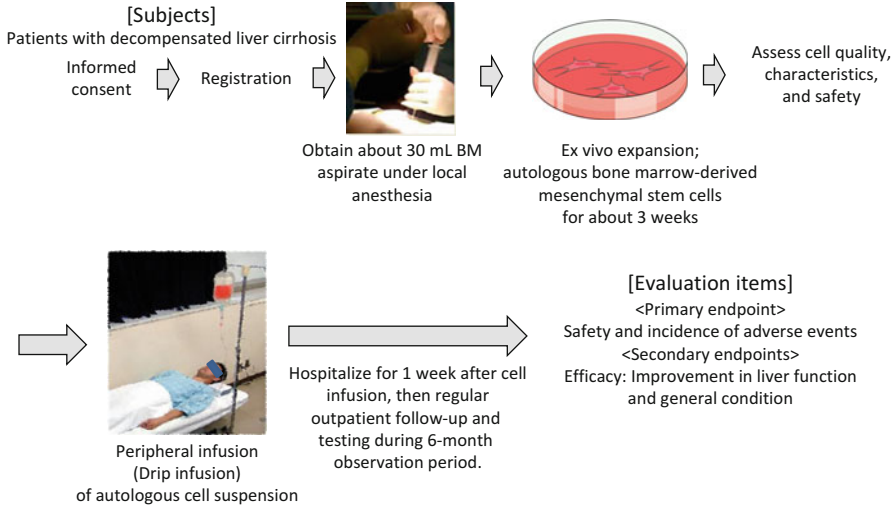 [Subjects]
Patients with decompensated liver cirrhosis
Informed
consent
Registration
Obtain about 30 mL BM
aspirate under local
anesthesia
Ex vivo expansion;
autologous bone marrow-derived
mesenchymal stem cells
for about 3 weeks
Assess cell quality,
characteristics,
and safety
Peripheral infusion
(Drip infusion)
of autologous cell suspension
Hospitalize for 1 week after cell
infusion, then regular
outpatient follow-up and
testing during 6-month
observation period.
[Evaluation items]
<Primary endpoint>
Safety and incidence of adverse events
<Secondary endpoints>
Efficacy: Improvement in liver function
and general condition